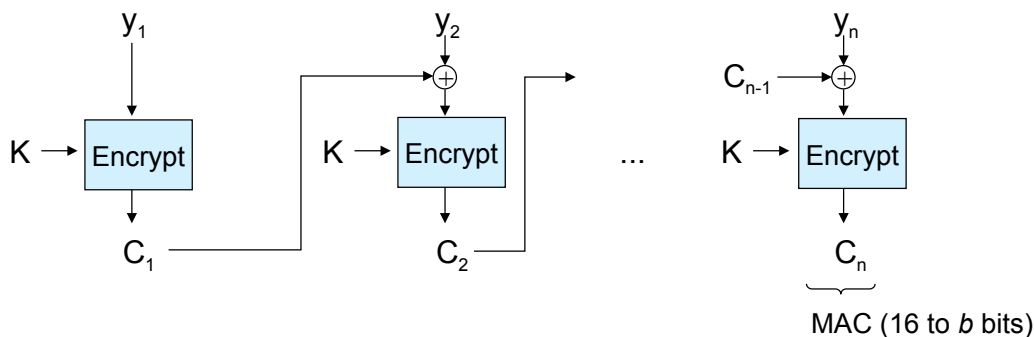 y₁ y₂ yₙ
Cₙ₋₁
K Encrypt K Encrypt ... K Encrypt
C₁ C₂ Cₙ
MAC (16 to b bits)